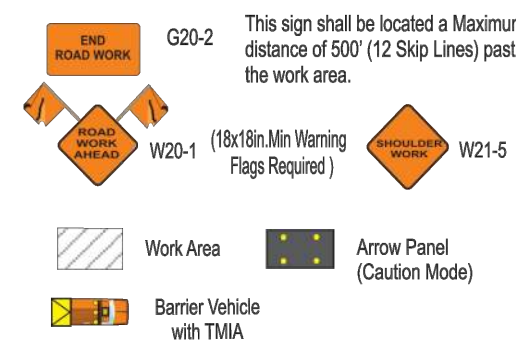 END
ROAD WORK
G20-2
This sign shall be located a Maximum
distance of 500' (12 Skip Lines) past
the work area.
ROAD
WORK
AHEAD
W20-1
(18x18in.Min Warning
Flags Required )
SHOULDER
WORK
W21-5
Work Area
Arrow Panel
(Caution Mode)
Barrier Vehicle
with TMIA